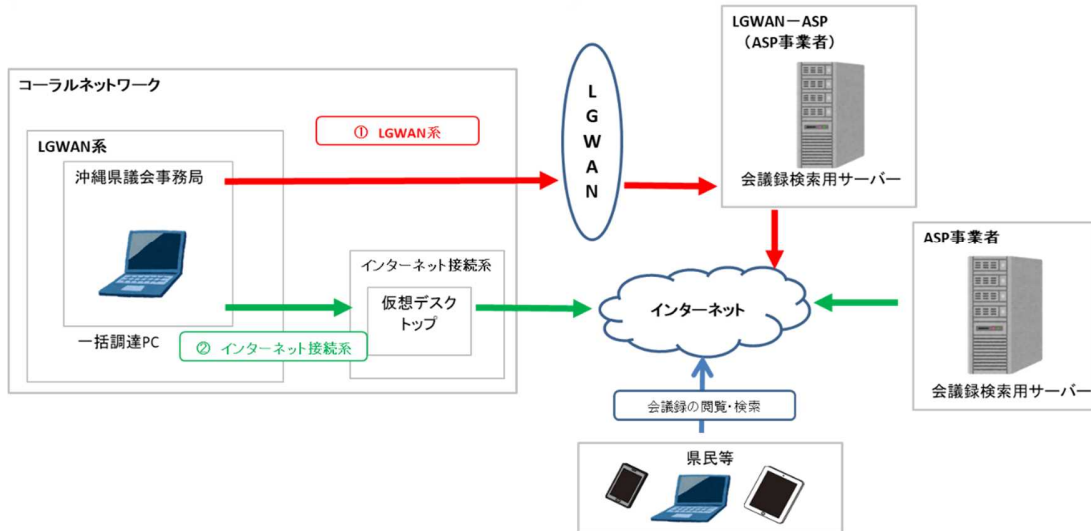 LGWAN－ASP
（ASP事業者）
会議録検索用サーバー
コーラルネットワーク
① LGWAN系
LGWAN
LGWAN系
沖縄県議会事務局
一括調達PC
② インターネット接続系
インターネット接続系
仮想デスク
トップ
インターネット
ASP事業者
会議録検索用サーバー
会議録の閲覧・検索
県民等